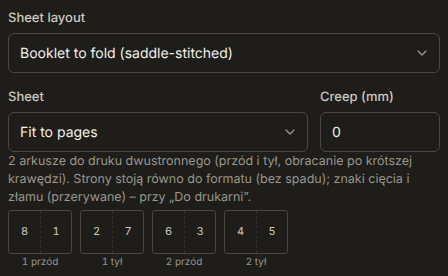 Sheet layout
Booklet to fold (saddle-stitched)
Sheet Creep (mm)
Fit to pages 0
2 arkusze do druku dwustronnego (przód i tył, obracanie po krótszej
krawędzi). Strony stoją równo do formatu (bez spadu); znaki cięcia i
złamu (przerywane) – przy „Do drukarni”.
8 1 2 7 6 3 4 5
1 przód 1 tył 2 przód 2 tył